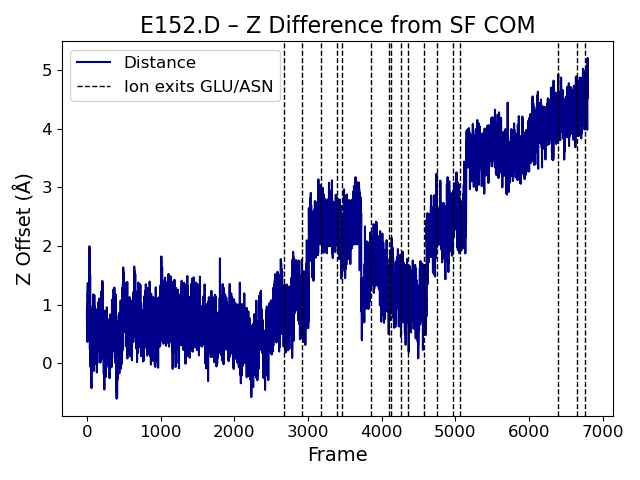 E152.D – Z Difference from SF COM
Distance
Ion exits GLU/ASN
Z Offset (Å)
5
4
3
2
1
0
0 1000 2000 3000 4000 5000 6000 7000
Frame